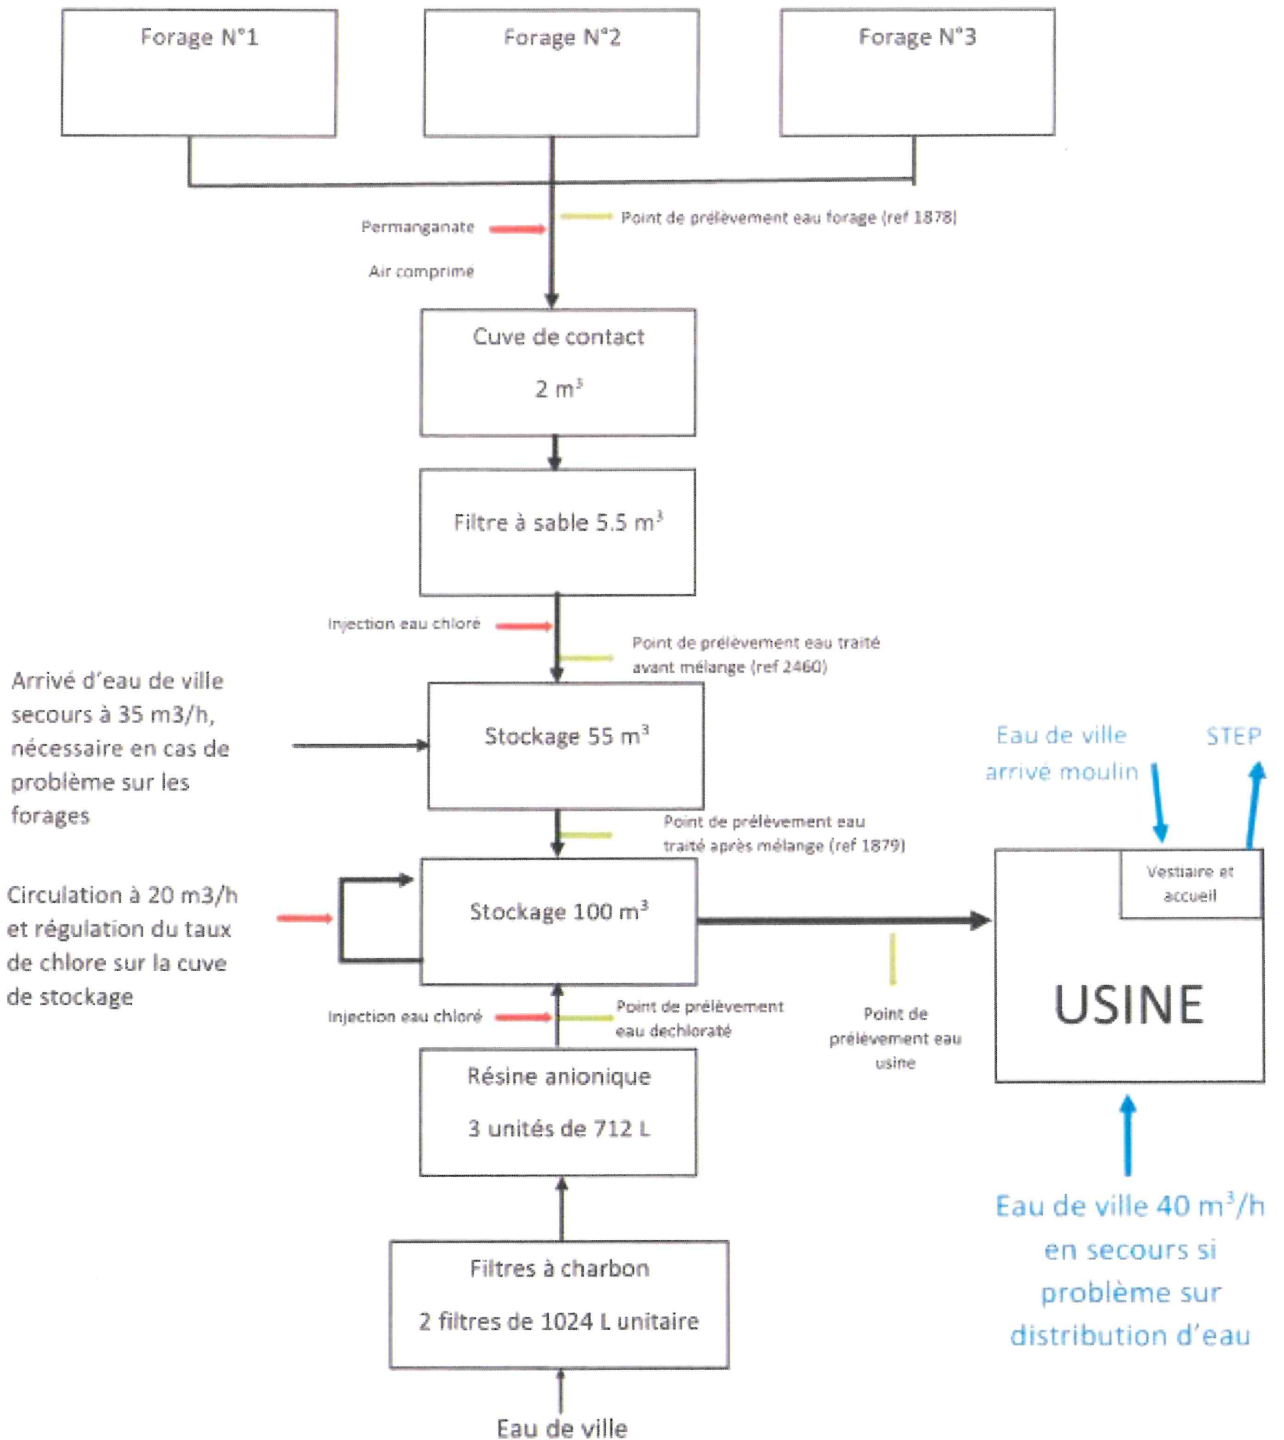 Forage N°1
Forage N°2
Forage N°3
Point de prélèvement eau forage (ref 1878)
Permanganate
Air comprimé
Cuve de contact
2 m³
Filtre à sable 5.5 m³
Injection eau chloré
Point de prélèvement eau traité
avant mélange (ref 2460)
Arrivé d'eau de ville
secours à 35 m3/h,
nécessaire en cas de
problème sur les
forages
Stockage 55 m³
Eau de ville
arrivé moulin
STEP
Point de prélèvement eau
traité après mélange (ref 1879)
Vestiaire et
accueil
Circulation à 20 m3/h
et régulation du taux
de chlore sur la cuve
de stockage
Stockage 100 m³
USINE
Injection eau chloré
Point de prélèvement
eau dechloraté
Point de
prélèvement eau
usine
Résine anionique
3 unités de 712 L
Eau de ville 40 m³/h
en secours si
problème sur
distribution d'eau
Filtres à charbon
2 filtres de 1024 L unitaire
Eau de ville